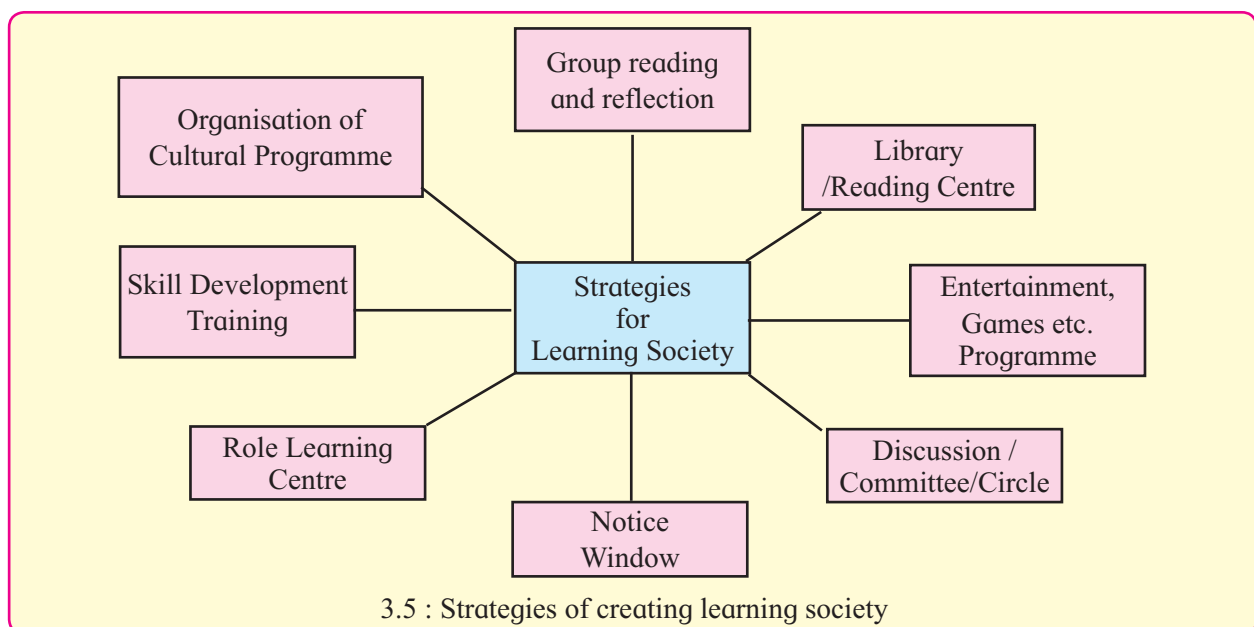 Group reading
and reflection
Organisation of
Cultural Programme
Library
/Reading Centre
Skill Development
Training
Strategies
for
Learning Society
Entertainment,
Games etc.
Programme
Role Learning
Centre
Discussion /
Committee/Circle
Notice
Window
3.5 : Strategies of creating learning society